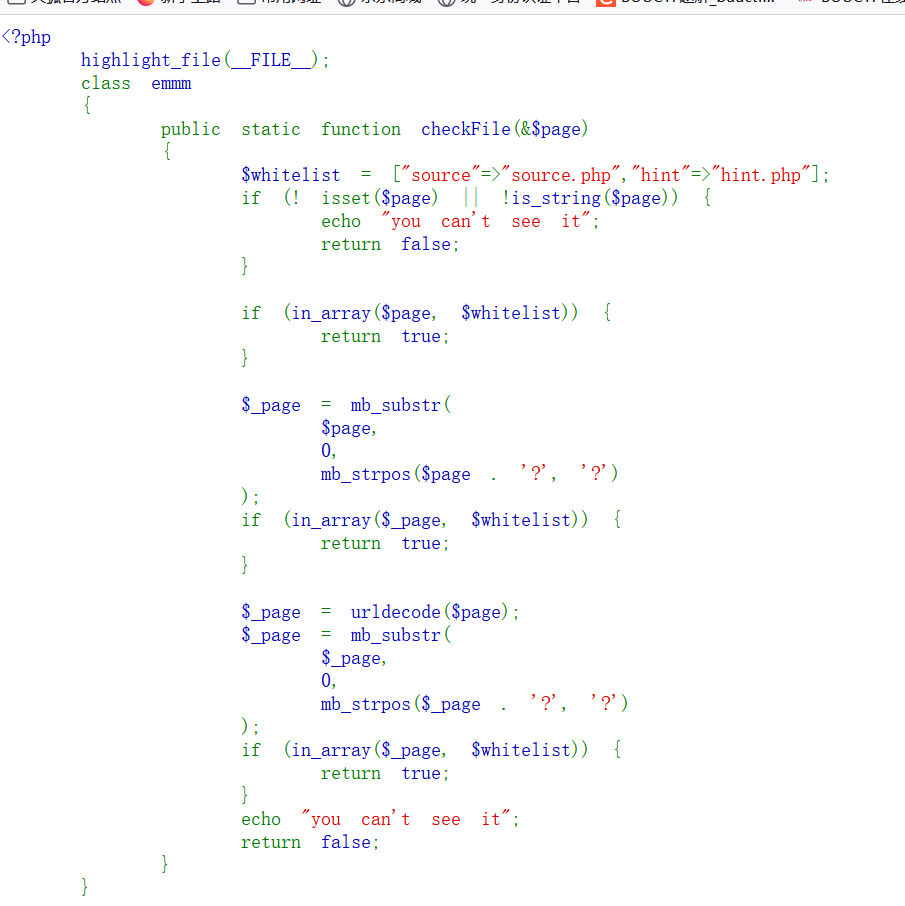 <?php
highlight_file(__FILE__);
class emmm
{
public static function checkFile(&$page)
{
$whitelist = ["source"=>"source.php","hint"=>"hint.php"];
if (! isset($page) || !is_string($page)) {
echo "you can't see it";
return false;
}
if (in_array($page, $whitelist)) {
return true;
}
$_page = mb_substr(
$page,
0,
mb_strpos($page . '?', '?')
);
if (in_array($_page, $whitelist)) {
return true;
}
$_page = urldecode($page);
$_page = mb_substr(
$_page,
0,
mb_strpos($_page . '?', '?')
);
if (in_array($_page, $whitelist)) {
return true;
}
echo "you can't see it";
return false;
}
}